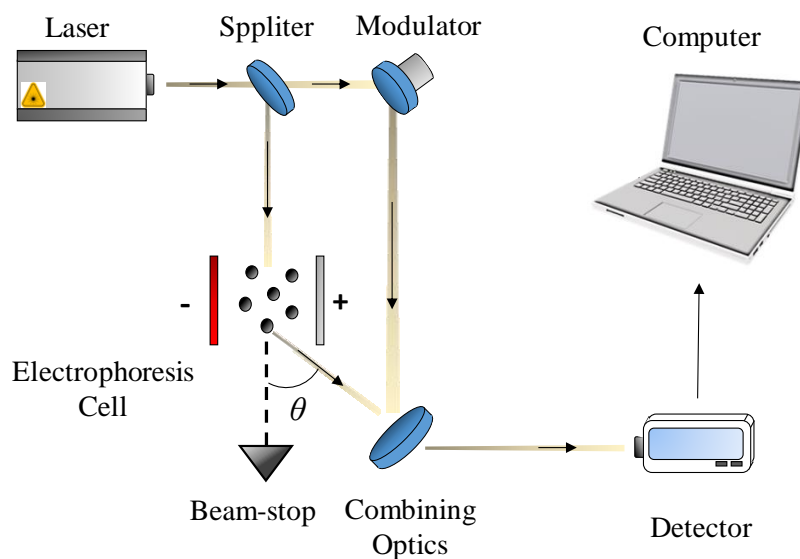 Laser
Sppliter
Modulator
Computer
-
+
Electrophoresis
Cell
θ
Beam-stop
Combining
Optics
Detector